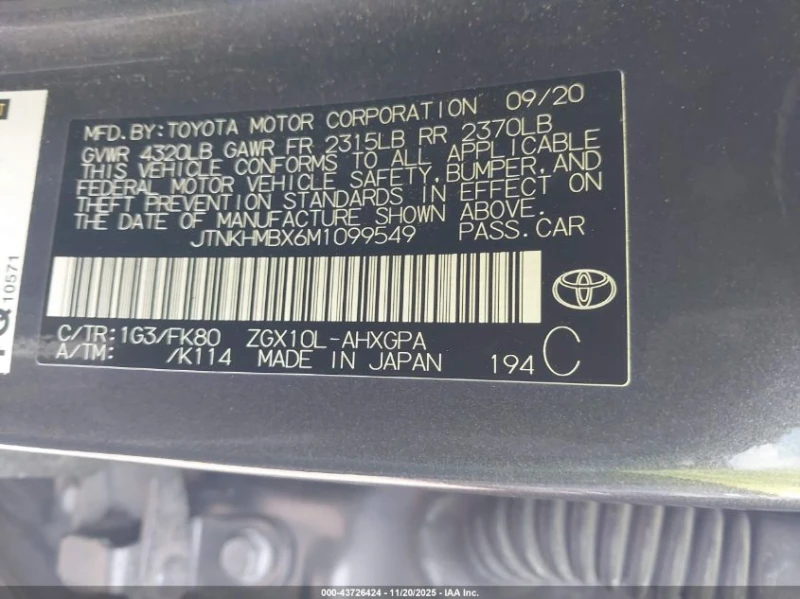 MFD. BY: TOYOTA MOTOR CORPORATION 09/20
GVWR 4320LB GAWR FR 2315LB RR 2370LB
THIS VEHICLE CONFORMS TO ALL APPLICABLE
FEDERAL MOTOR VEHICLE SAFETY, BUMPER, AND
THEFT PREVENTION STANDARDS IN EFFECT ON
THE DATE OF MANUFACTURE SHOWN ABOVE.
JTNKHMBX6M1099549 PASS. CAR
C/TR: 1G3/FK80 ZGX10L-AHXGPA
A/TM: /K114 MADE IN JAPAN 194 C
10571
000-43726424 - 11/20/2025 - IAA Inc.